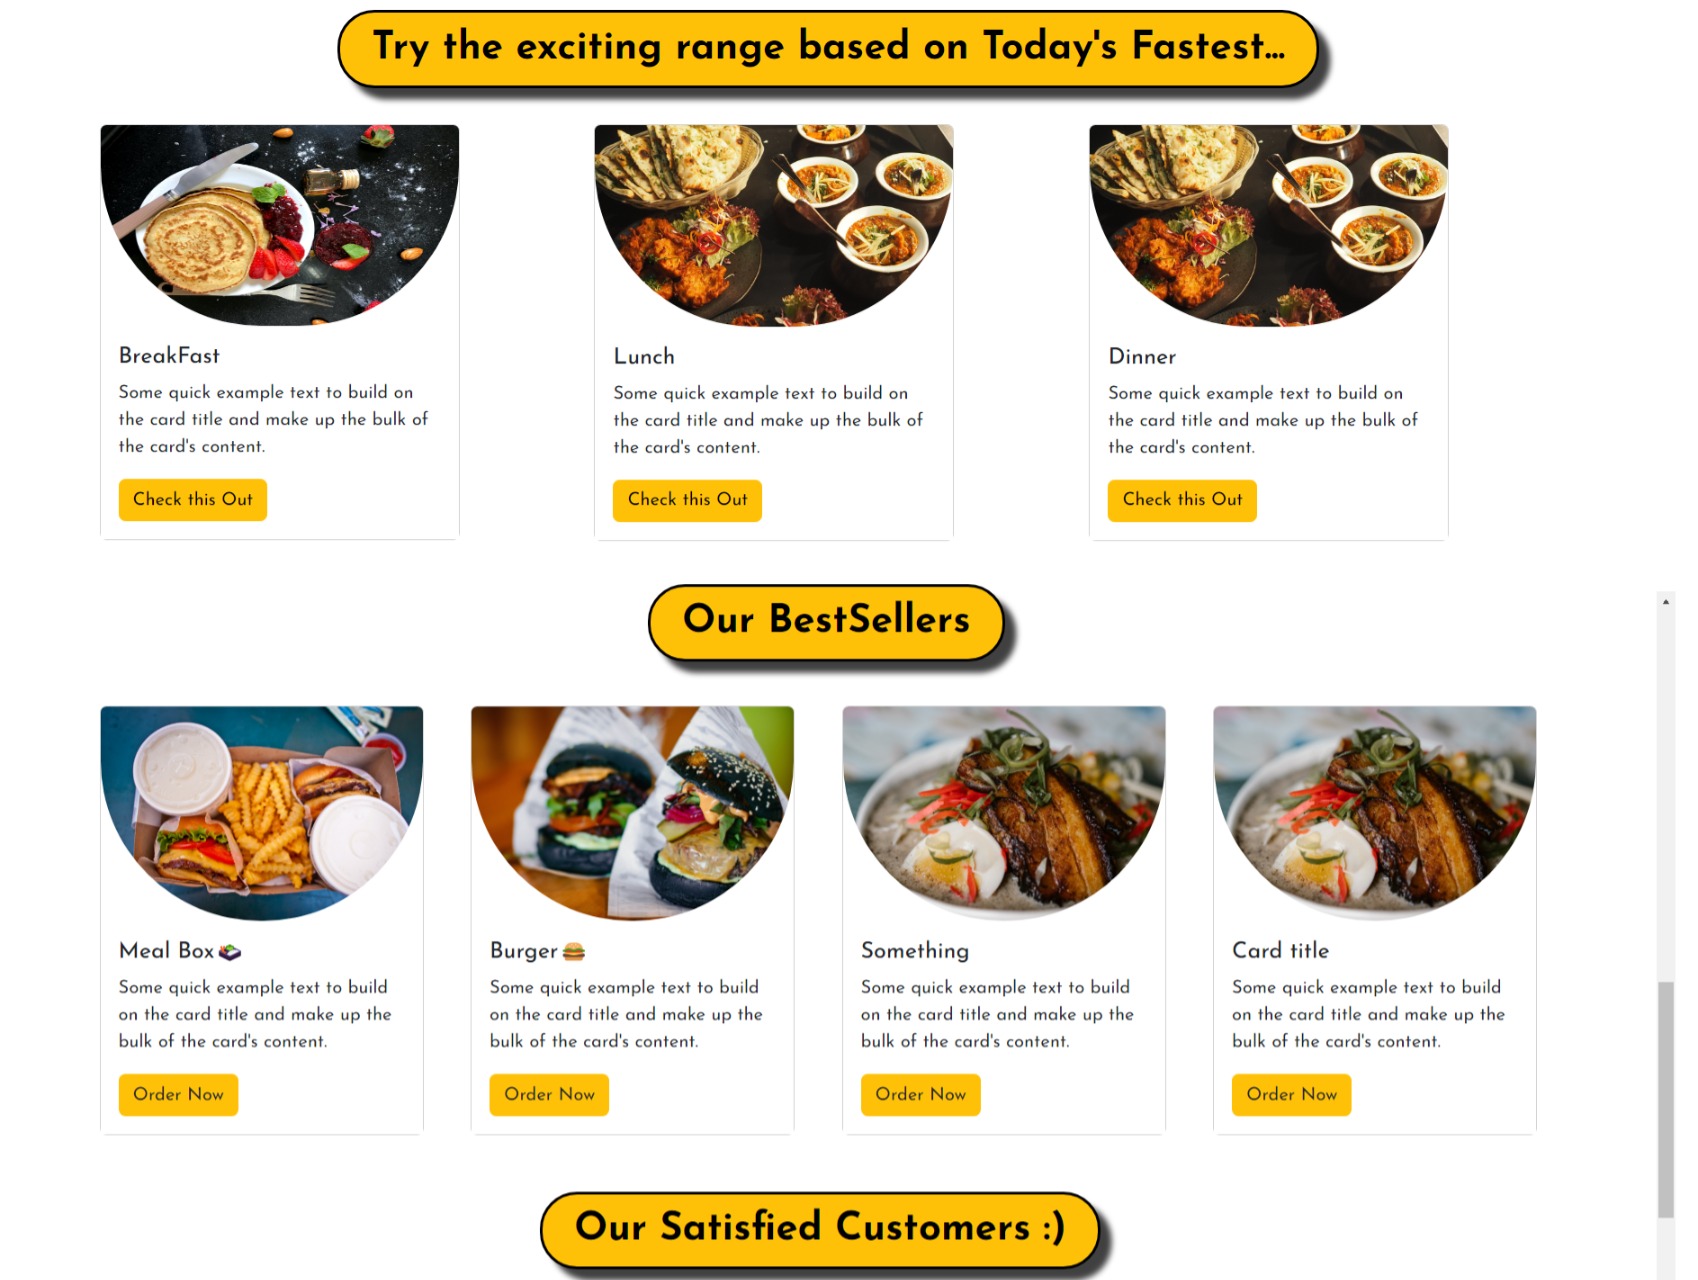 Try the exciting range based on Today's Fastest...
BreakFast
Some quick example text to build on
the card title and make up the bulk of
the card's content.
Check this Out
Lunch
Some quick example text to build on
the card title and make up the bulk of
the card's content.
Check this Out
Dinner
Some quick example text to build on
the card title and make up the bulk of
the card's content.
Check this Out
Our BestSellers
Meal Box 🍱
Some quick example text to build
on the card title and make up the
bulk of the card's content.
Order Now
Burger 🍔
Some quick example text to build
on the card title and make up the
bulk of the card's content.
Order Now
Something
Some quick example text to build
on the card title and make up the
bulk of the card's content.
Order Now
Card title
Some quick example text to build
on the card title and make up the
bulk of the card's content.
Order Now
Our Satisfied Customers :)